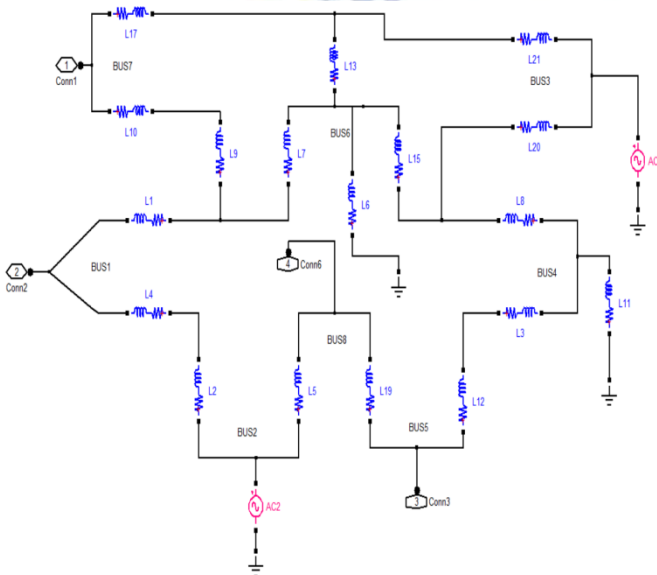 L17
L13
L21
1
BUS7
Conn1
BUS3
L10
BUS6
L20
L9
L7
L15
AC
L1
L6
L8
2
BUS1
4
Conn6
BUS4
Conn2
L4
L11
L3
BUS8
L2
L5
L19
L12
BUS2
BUS5
AC2
3
Conn3